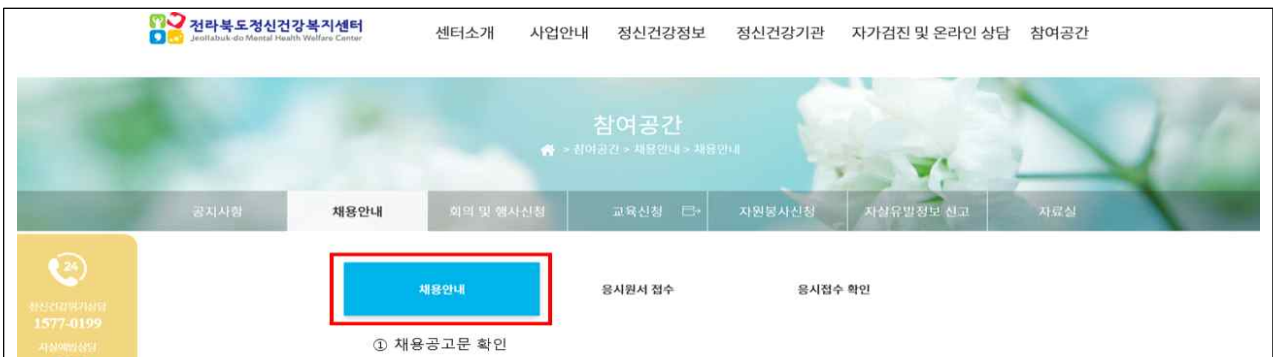 전라북도정신건강복지센터
Jeollabuk-do Mental Health Welfare Center
센터소개 사업안내 정신건강정보 정신건강기관 자가검진 및 온라인 상담 참여공간
참여공간
> 참여공간 > 채용안내 > 채용안내
공지사항 채용안내 회의 및 행사신청 교육신청 자원봉사신청 자살유발정보 신고 자료실
24
정신건강위기상담
1577-0199
자살예방상담
채용안내 응시원서 접수 응시접수 확인
① 채용공고문 확인